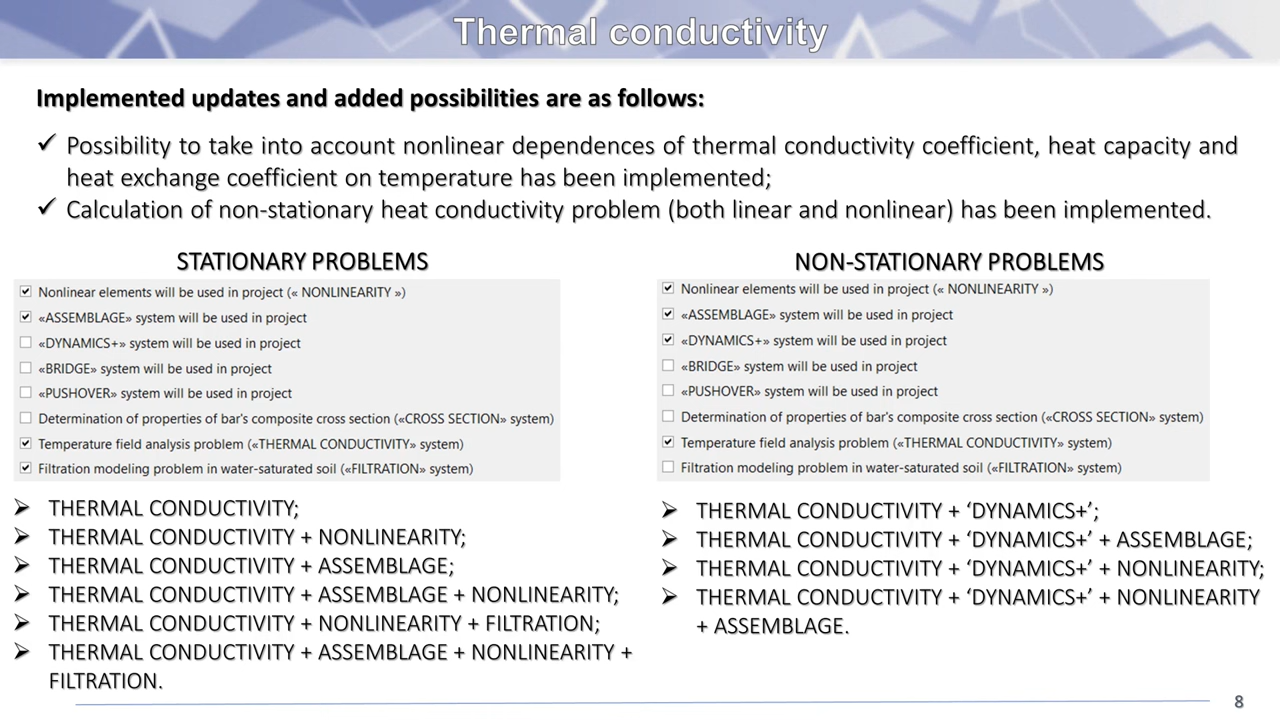 Thermal conductivity
Implemented updates and added possibilities are as follows:
✓ Possibility to take into account nonlinear dependences of thermal conductivity coefficient, heat capacity and
heat exchange coefficient on temperature has been implemented;
✓ Calculation of non-stationary heat conductivity problem (both linear and nonlinear) has been implemented.
STATIONARY PROBLEMS
Nonlinear elements will be used in project (« NONLINEARITY »)
«ASSEMBLAGE» system will be used in project
«DYNAMICS+» system will be used in project
«BRIDGE» system will be used in project
«PUSHOVER» system will be used in project
Determination of properties of bar's composite cross section («CROSS SECTION» system)
Temperature field analysis problem («THERMAL CONDUCTIVITY» system)
Filtration modeling problem in water-saturated soil («FILTRATION» system)
➢ THERMAL CONDUCTIVITY;
➢ THERMAL CONDUCTIVITY + NONLINEARITY;
➢ THERMAL CONDUCTIVITY + ASSEMBLAGE;
➢ THERMAL CONDUCTIVITY + ASSEMBLAGE + NONLINEARITY;
➢ THERMAL CONDUCTIVITY + NONLINEARITY + FILTRATION;
➢ THERMAL CONDUCTIVITY + ASSEMBLAGE + NONLINEARITY +
FILTRATION.
NON-STATIONARY PROBLEMS
Nonlinear elements will be used in project (« NONLINEARITY »)
«ASSEMBLAGE» system will be used in project
«DYNAMICS+» system will be used in project
«BRIDGE» system will be used in project
«PUSHOVER» system will be used in project
Determination of properties of bar's composite cross section («CROSS SECTION» system)
Temperature field analysis problem («THERMAL CONDUCTIVITY» system)
Filtration modeling problem in water-saturated soil («FILTRATION» system)
➢ THERMAL CONDUCTIVITY + ‘DYNAMICS+’;
➢ THERMAL CONDUCTIVITY + ‘DYNAMICS+’ + ASSEMBLAGE;
➢ THERMAL CONDUCTIVITY + ‘DYNAMICS+’ + NONLINEARITY;
➢ THERMAL CONDUCTIVITY + ‘DYNAMICS+’ + NONLINEARITY
+ ASSEMBLAGE.
8